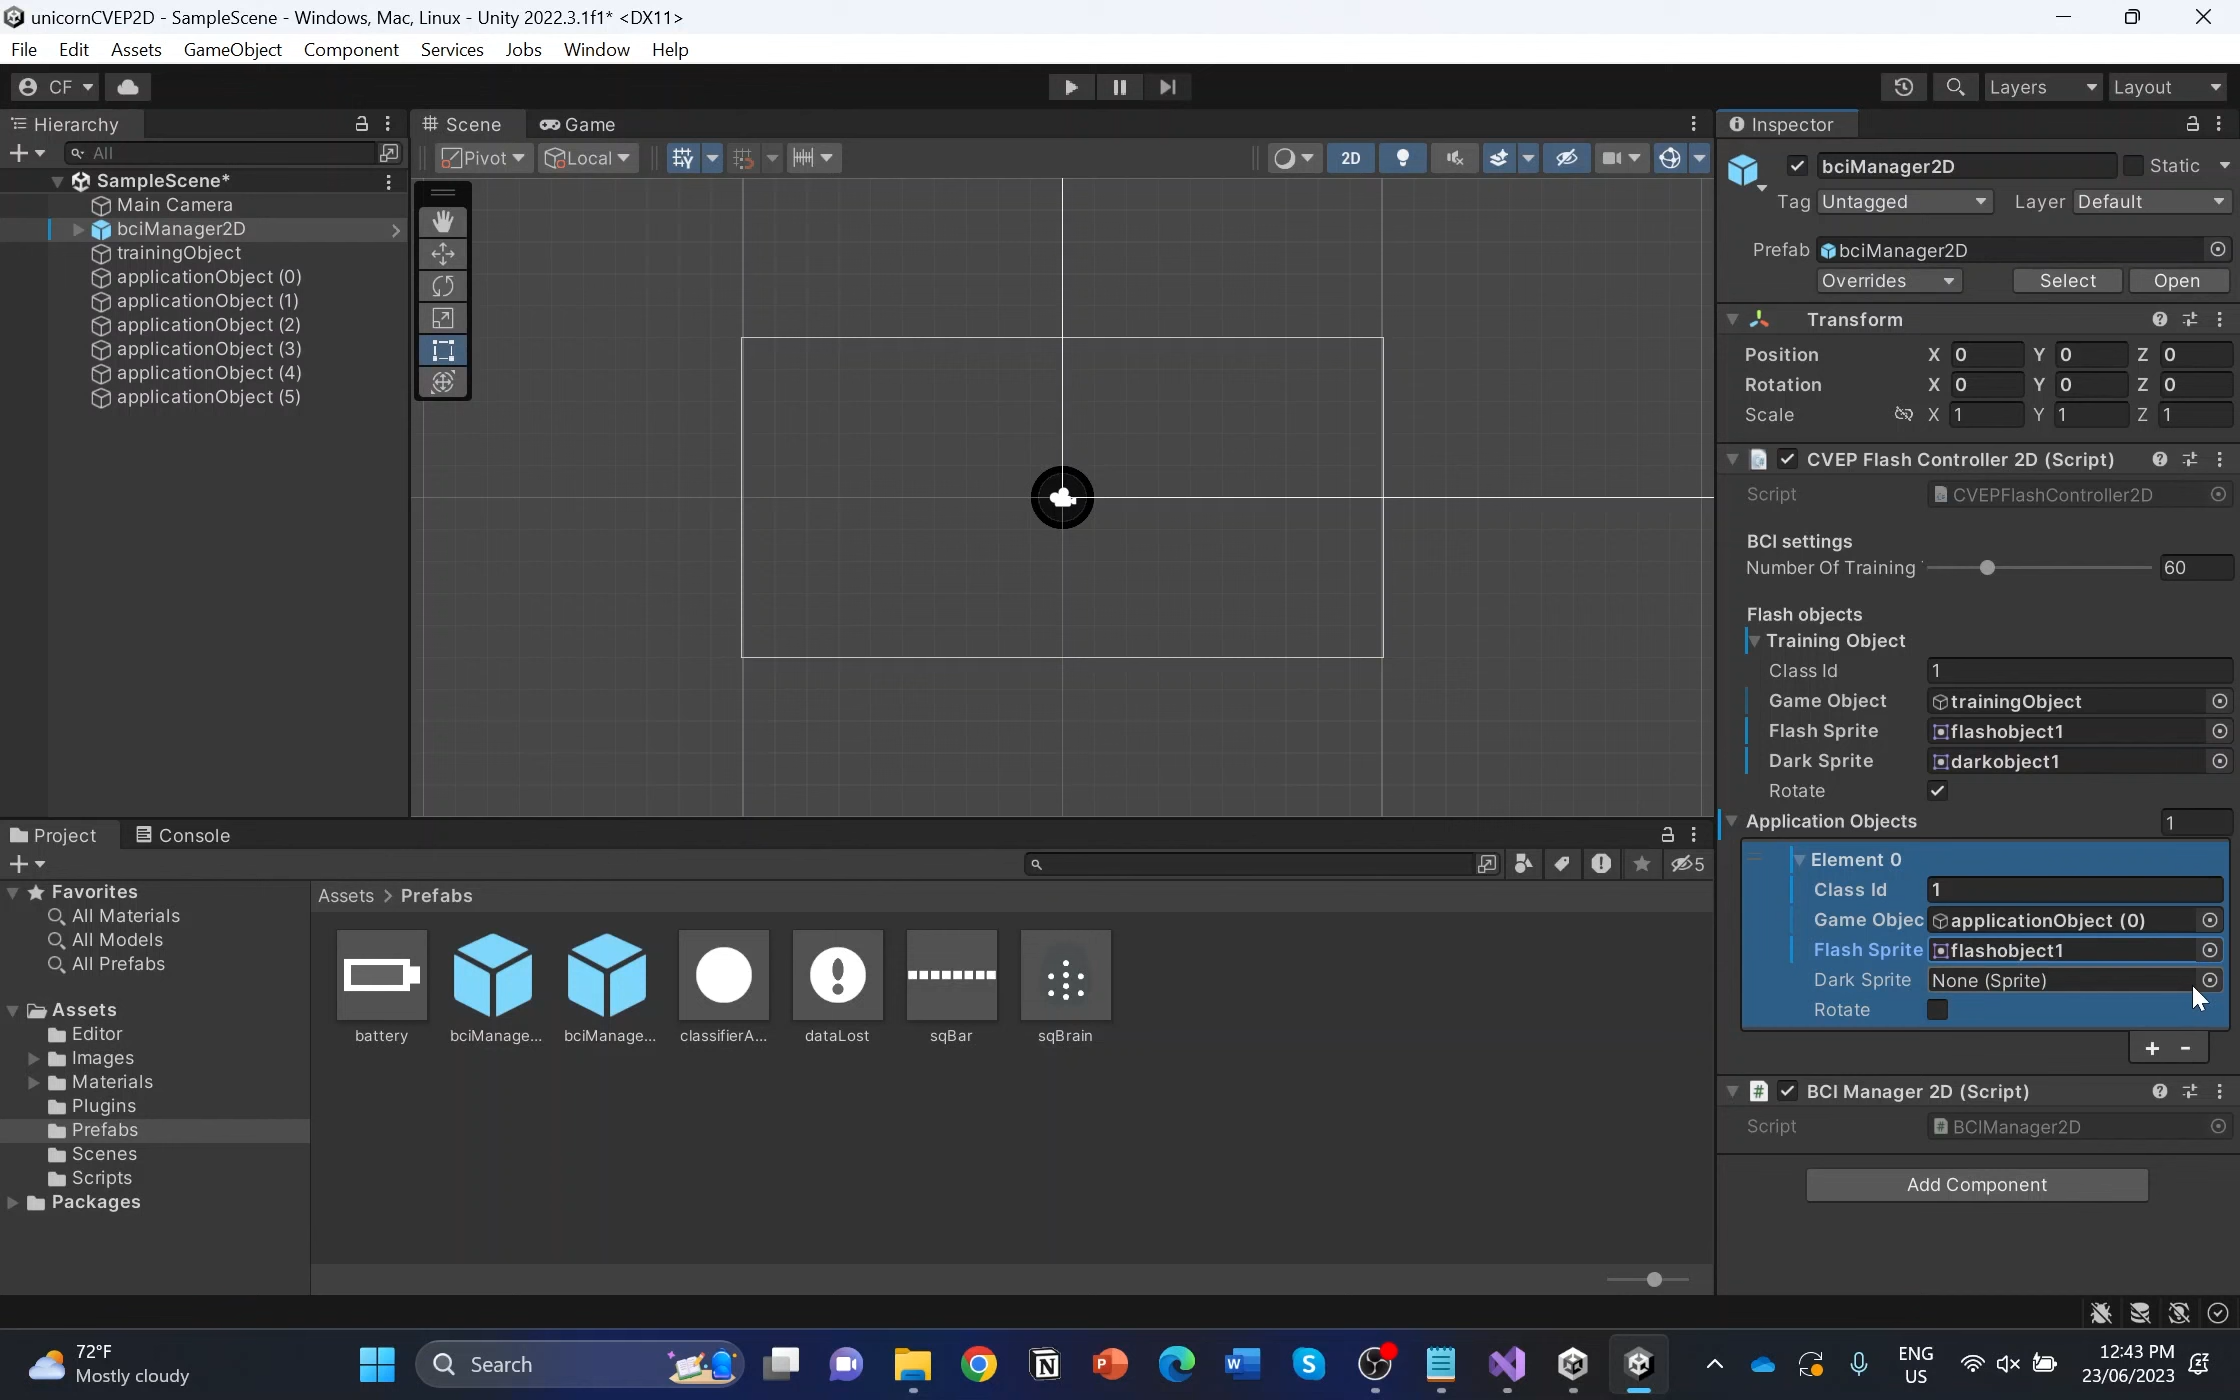 unicornCVEP2D - SampleScene - Windows, Mac, Linux - Unity 2022.3.1f1* <DX11>
File Edit Assets GameObject Component Services Jobs Window Help
CF
Layers Layout
Hierarchy
Scene Game
Inspector
All
Pivot Local
2D
SampleScene*
Main Camera
bciManager2D
trainingObject
applicationObject (0)
applicationObject (1)
applicationObject (2)
applicationObject (3)
applicationObject (4)
applicationObject (5)
bciManager2D Static
Tag Untagged Layer Default
Prefab bciManager2D
Overrides Select Open
Transform
Position X 0 Y 0 Z 0
Rotation X 0 Y 0 Z 0
Scale X 1 Y 1 Z 1
CVEP Flash Controller 2D (Script)
Script CVEPFlashController2D
BCI settings
Number Of Training 60
Flash objects
Training Object
Class Id 1
Game Object trainingObject
Flash Sprite flashobject1
Dark Sprite darkobject1
Rotate
Application Objects 1
Element 0
Class Id 1
Game Objec applicationObject (0)
Flash Sprite flashobject1
Dark Sprite None (Sprite)
Rotate
+ -
BCI Manager 2D (Script)
Script BCIManager2D
Add Component
Project Console
5
Favorites
All Materials
All Models
All Prefabs
Assets
Editor
Images
Materials
Plugins
Prefabs
Scenes
Scripts
Packages
Assets > Prefabs
battery bciManage... bciManage... classifierA... dataLost sqBar sqBrain
72°F
Mostly cloudy
Search
ENG
US
12:43 PM
23/06/2023